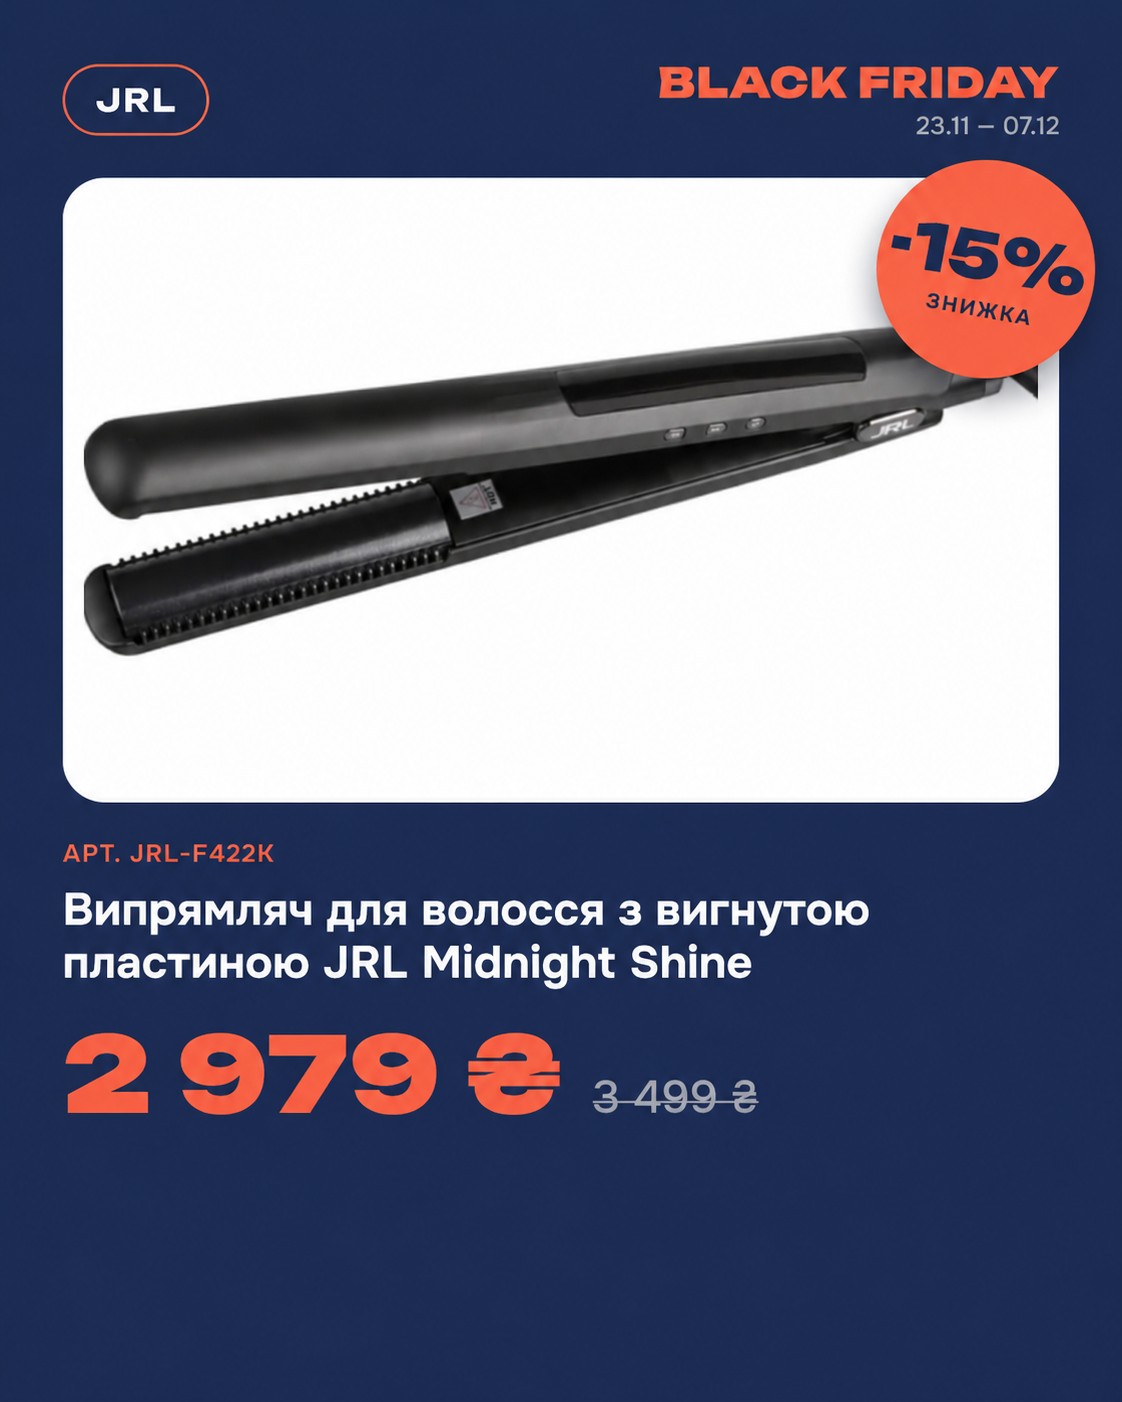 JRL
BLACK FRIDAY
23.11 – 07.12
-15%
ЗНИЖКА
JRL
HOT
АРТ. JRL-F422K
Випрямляч для волосся з вигнутою
пластиною JRL Midnight Shine
2 979 ₴ 3 499 ₴